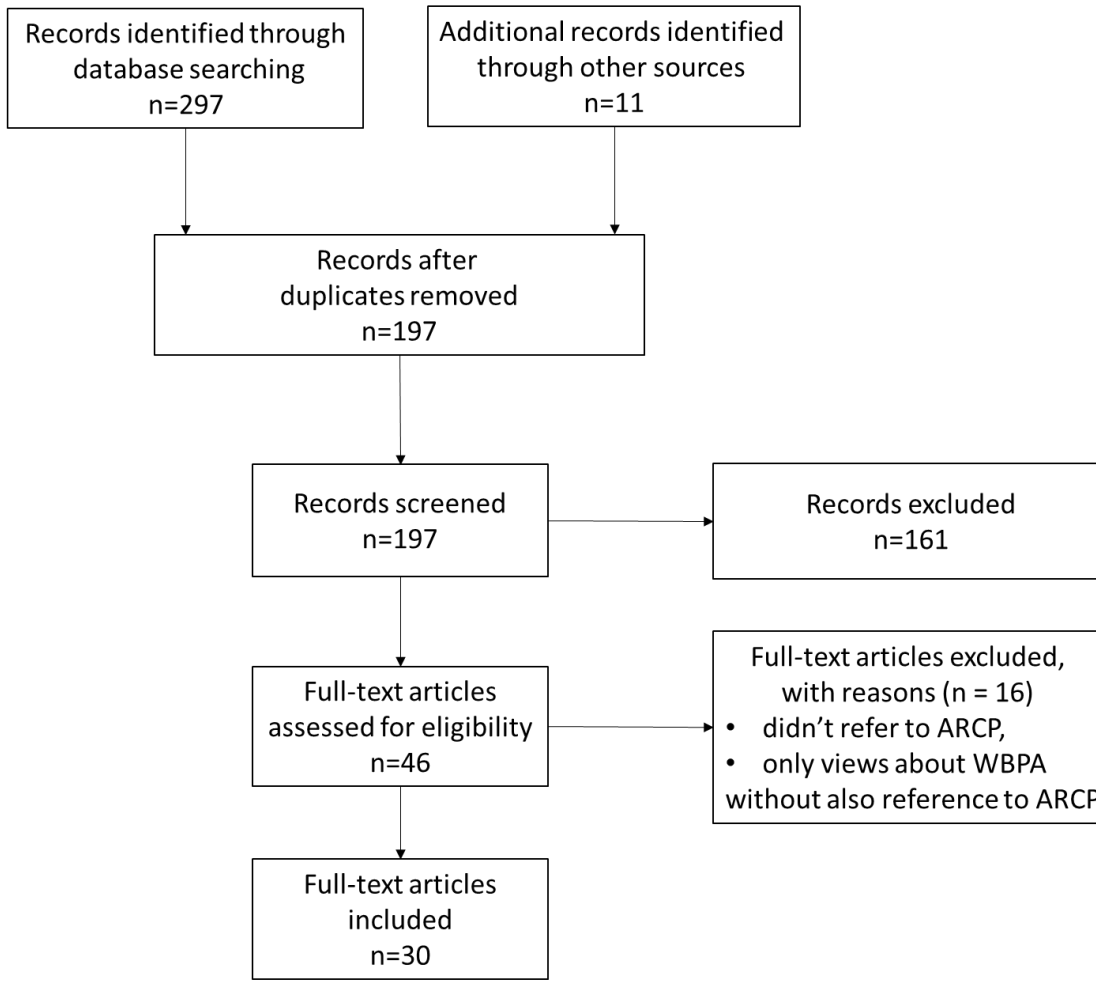 Records identified through
database searching
n=297
Additional records identified
through other sources
n=11
Records after
duplicates removed
n=197
Records screened
n=197
Records excluded
n=161
Full-text articles
assessed for eligibility
n=46
Full-text articles excluded,
with reasons (n = 16)
• didn’t refer to ARCP,
• only views about WBPA
without also reference to ARCP
Full-text articles
included
n=30